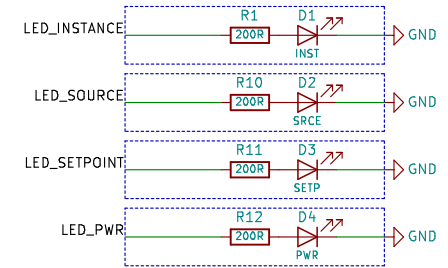 R1 D1
LED_INSTANCE 200R GND
INST
R10 D2
LED_SOURCE 200R GND
SRCE
R11 D3
LED_SETPOINT 200R GND
SETP
R12 D4
LED_PWR 200R GND
PWR